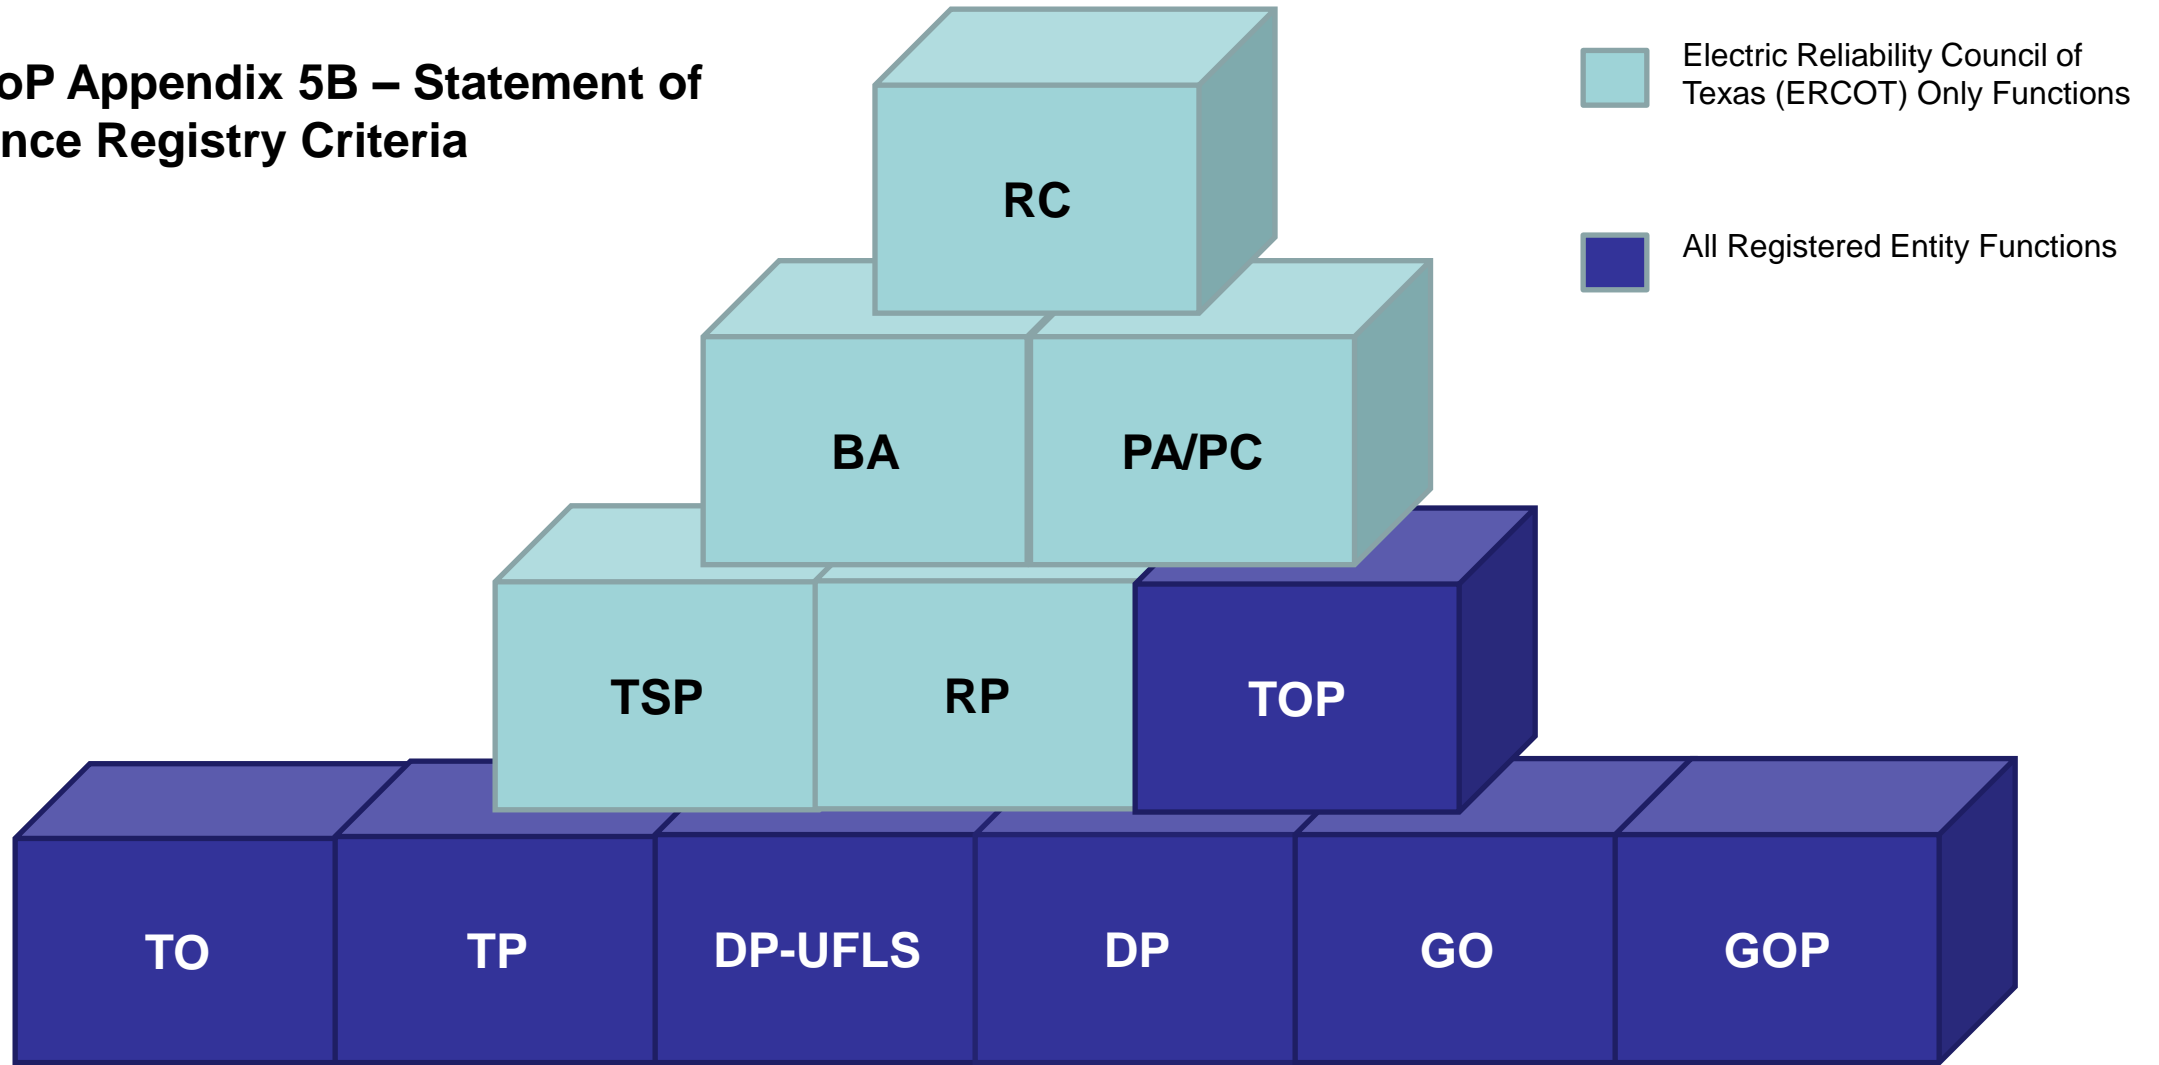 oP Appendix 5B – Statement of
nce Registry Criteria
Electric Reliability Council of
Texas (ERCOT) Only Functions
All Registered Entity Functions
RC
BA
PA/PC
TSP
RP
TOP
TO
TP
DP-UFLS
DP
GO
GOP